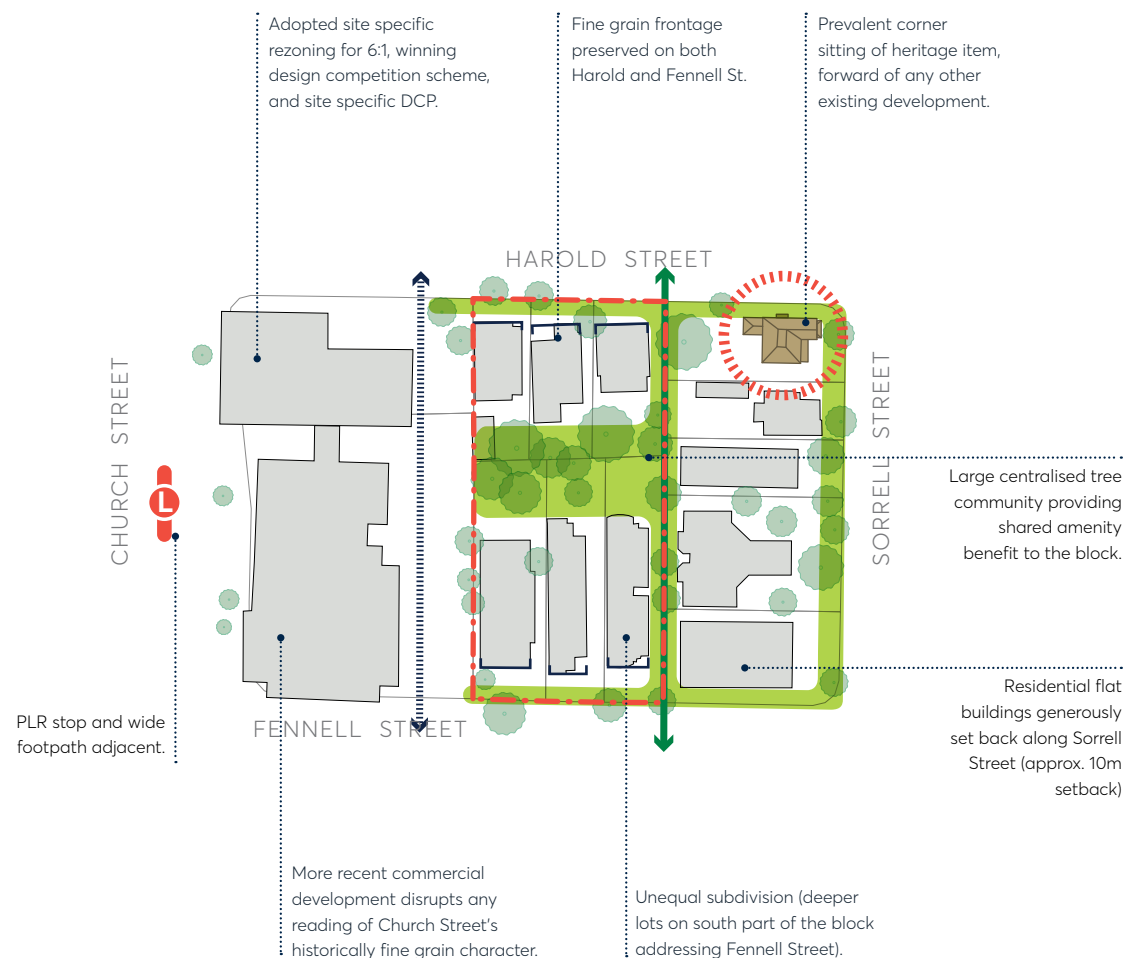 Adopted site specific
rezoning for 6:1, winning
design competition scheme,
and site specific DCP.
Fine grain frontage
preserved on both
Harold and Fennell St.
Prevalent corner
sitting of heritage item,
forward of any other
existing development.
HAROLD STREET
CHURCH STREET
L
SORRELL STREET
Large centralised tree
community providing
shared amenity
benefit to the block.
Residential flat
buildings generously
set back along Sorrell
Street (approx. 10m
setback)
PLR stop and wide
footpath adjacent.
FENNELL STREET
More recent commercial
development disrupts any
reading of Church Street's
historically fine grain character.
Unequal subdivision (deeper
lots on south part of the block
addressing Fennell Street).